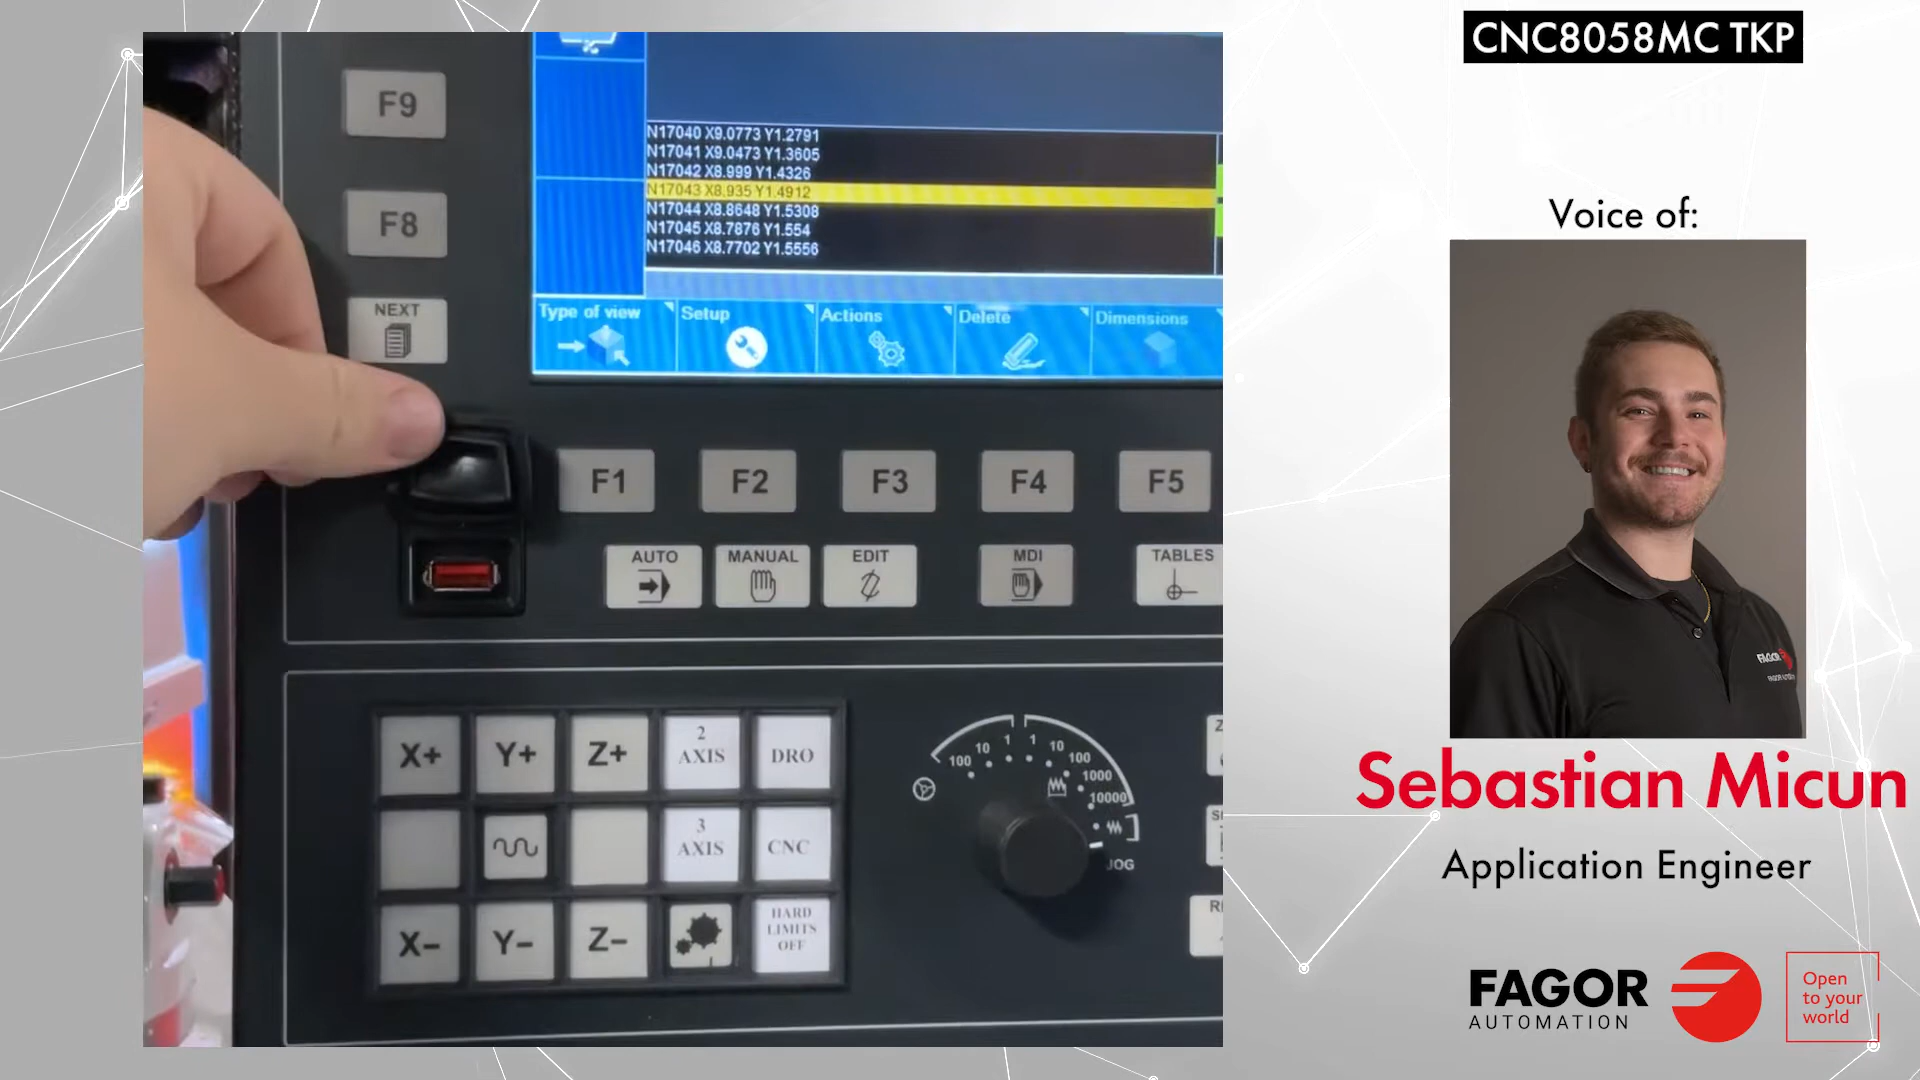 CNC8058MC TKP
F9
F8
NEXT
N17040 X9.0773 Y1.2791
N17041 X9.0473 Y1.3605
N17042 X8.999 Y1.4326
N17043 X8.935 Y1.4912
N17044 X8.8648 Y1.5308
N17045 X8.7876 Y1.554
N17046 X8.7702 Y1.5556
Type of view
Setup
Actions
Delete
Dimensions
F1
F2
F3
F4
F5
AUTO
MANUAL
EDIT
MDI
TABLES
X+
Y+
Z+
2
AXIS
DRO
3
AXIS
CNC
X-
Y-
Z-
HARD
LIMITS
OFF
100
10
1
1
10
100
1000
10000
JOG
Voice of:
FAGOR
Sebastian Micun
Application Engineer
FAGOR
AUTOMATION
Open
to your
world